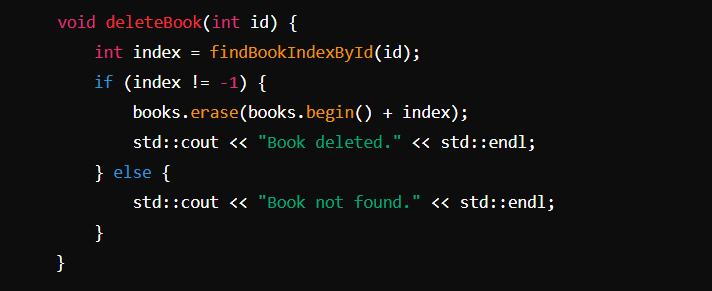 void deleteBook(int id) {
    int index = findBookIndexById(id);
    if (index != -1) {
        books.erase(books.begin() + index);
        std::cout << "Book deleted." << std::endl;
    } else {
        std::cout << "Book not found." << std::endl;
    }
}